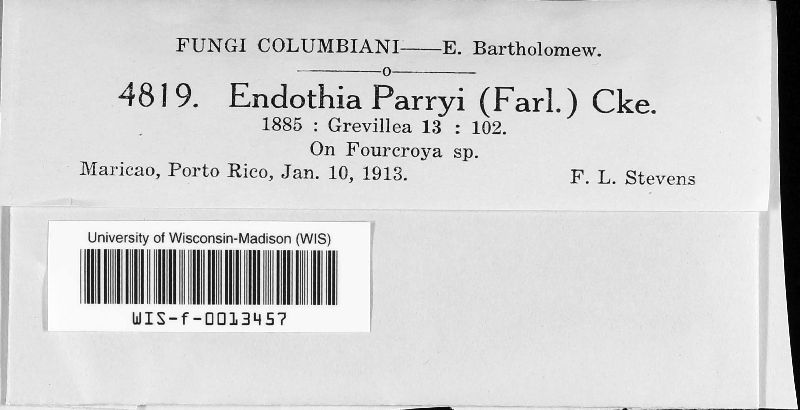 FUNGI COLUMBIANI——E. Bartholomew.
o
4819. Endothia Parryi (Farl.) Cke.
1885 : Grevillea 13 : 102.
On Fourcroya sp.
Maricao, Porto Rico, Jan. 10, 1913. F. L. Stevens
University of Wisconsin-Madison (WIS)
WIS-f-0013457